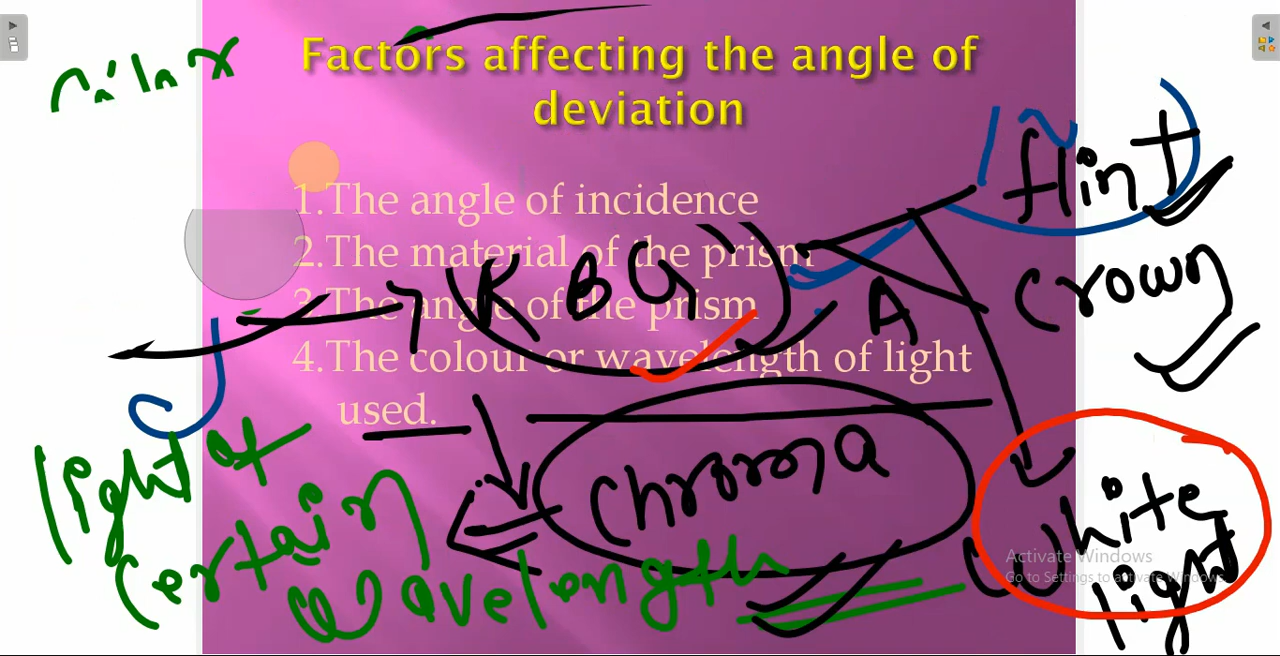 Factors affecting the angle of
deviation
1.The angle of incidence
2.The material of the prism
3.The angle of the prism
4.The colour or wavelength of light
used.
flint
crown
R B G
A
chroma
white
light
light of
certain
wavelength
Activate Windows
Go to Settings to activate Windows.